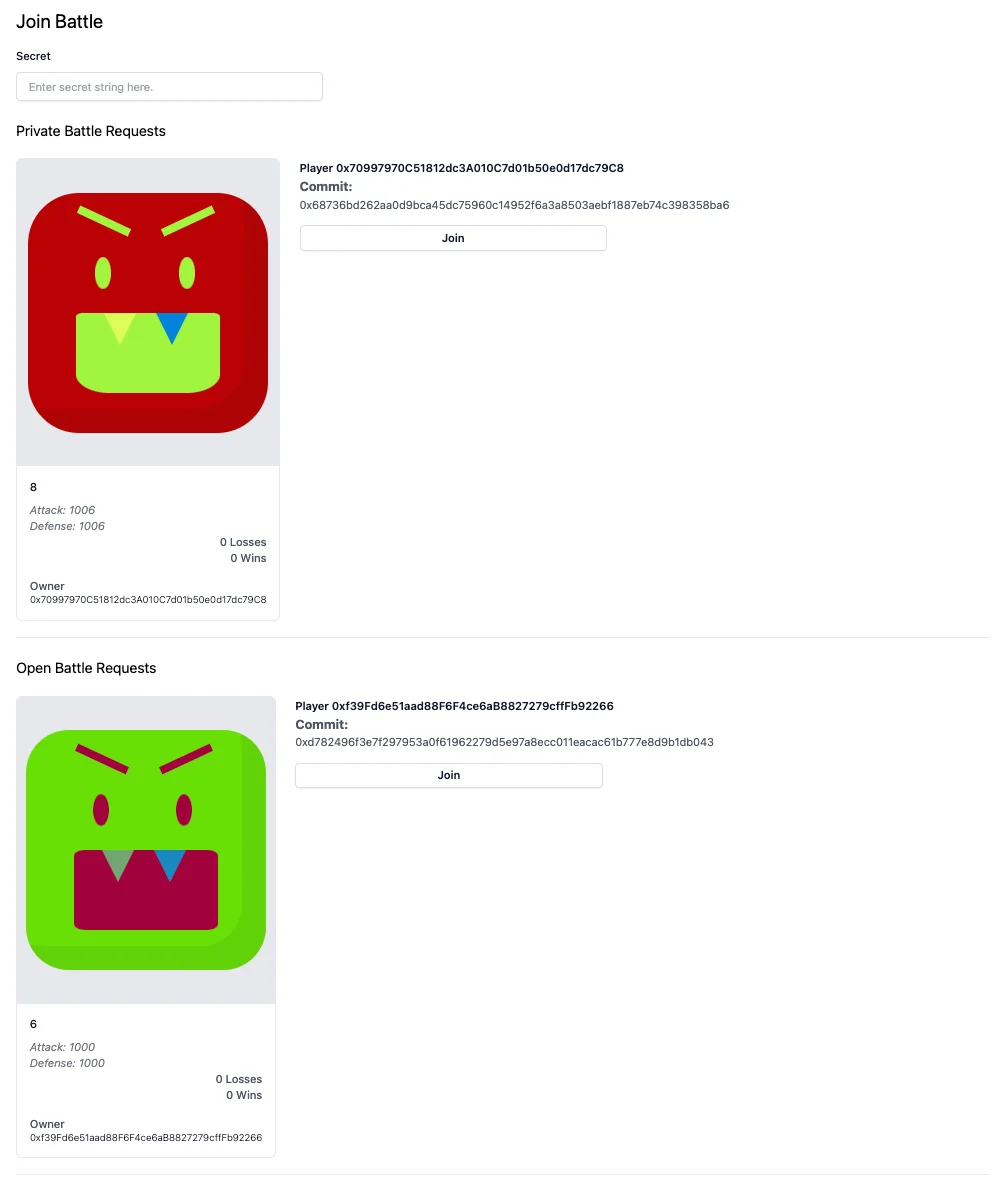 Join Battle
Secret
Enter secret string here.
Private Battle Requests
Player 0x70997970C51812dc3A010C7d01b50e0d17dc79C8
Commit:
0x68736bd262aa0d9bca45dc75960c14952f6a3a8503aebf1887eb74c398358ba6
Join
8
Attack: 1006
Defense: 1006
0 Losses
0 Wins
Owner
0x70997970C51812dc3A010C7d01b50e0d17dc79C8
Open Battle Requests
Player 0xf39Fd6e51aad88F6F4ce6aB8827279cffFb92266
Commit:
0xd782496f3e7f297953a0f61962279d5e97a8ecc011eacac61b777e8d9b1db043
Join
6
Attack: 1000
Defense: 1000
0 Losses
0 Wins
Owner
0xf39Fd6e51aad88F6F4ce6aB8827279cffFb92266